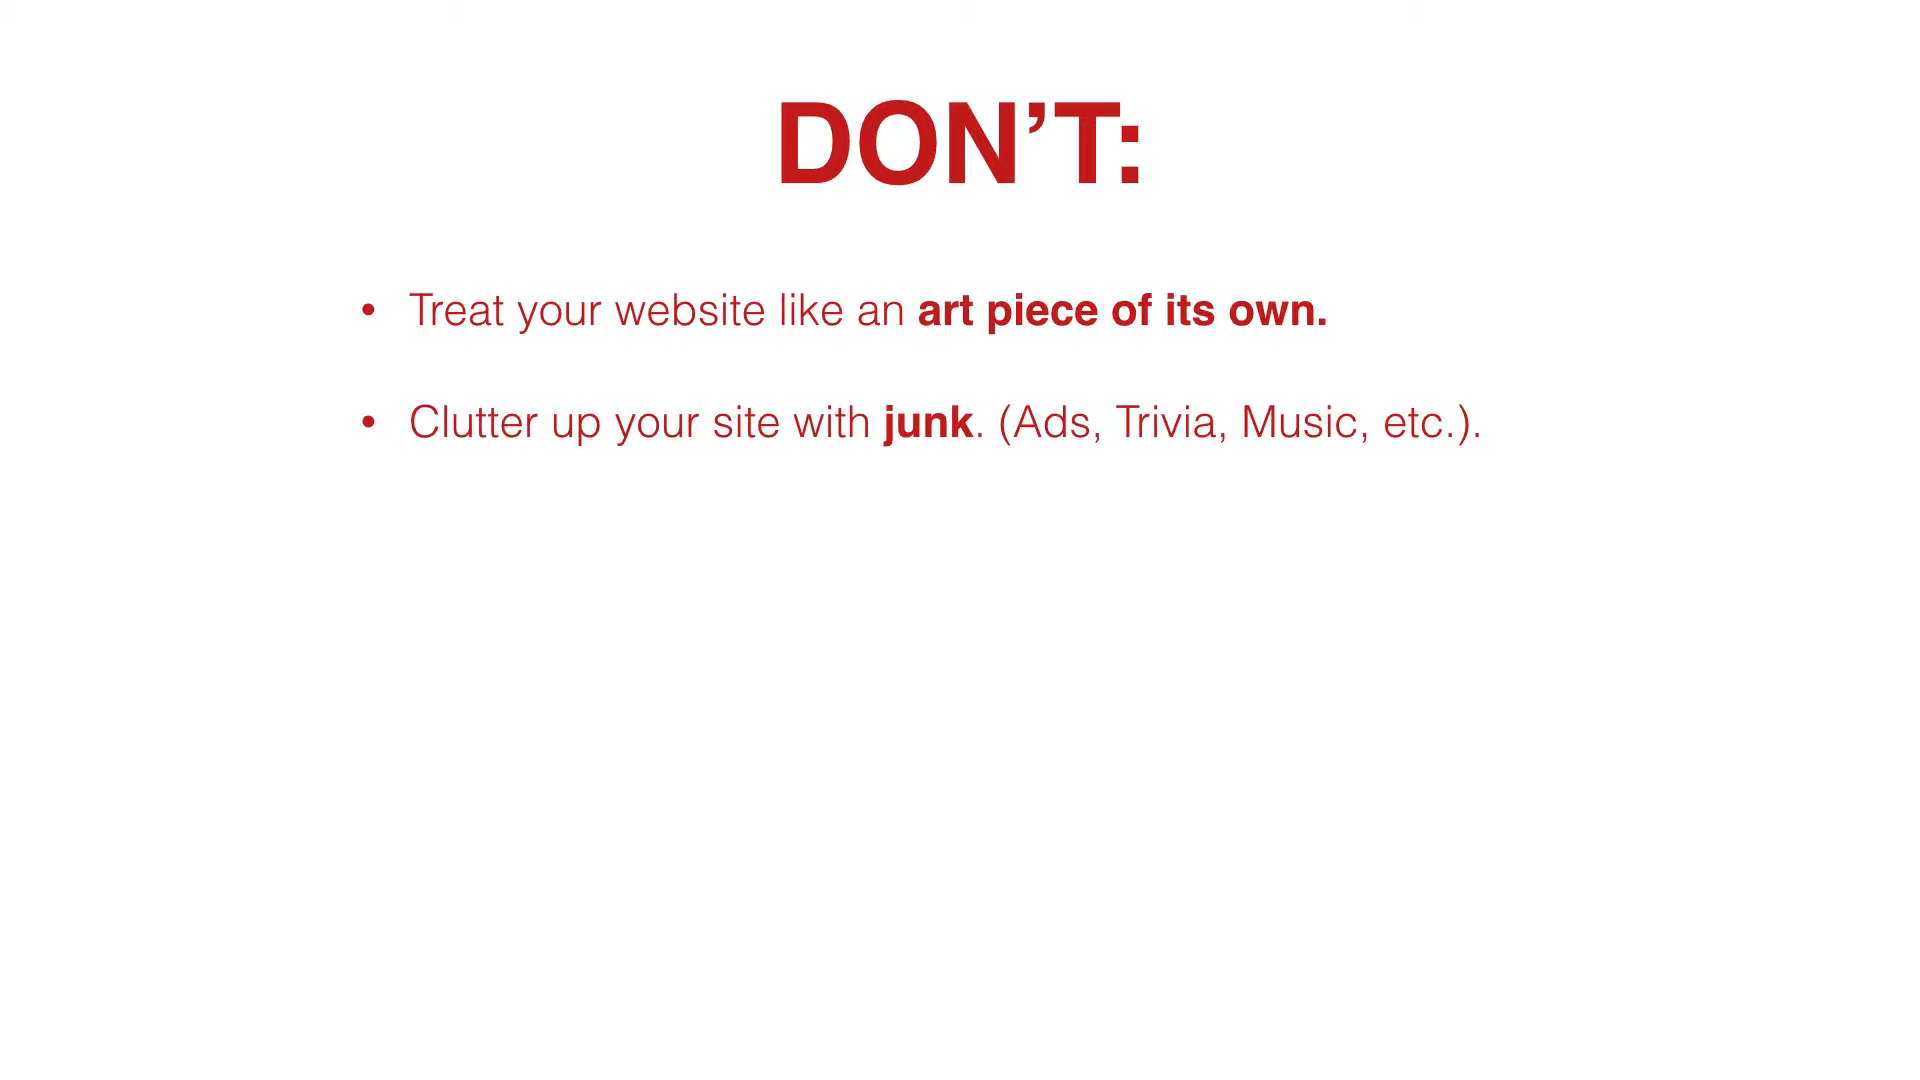 DON’T:
• Treat your website like an art piece of its own.
• Clutter up your site with junk. (Ads, Trivia, Music, etc.).